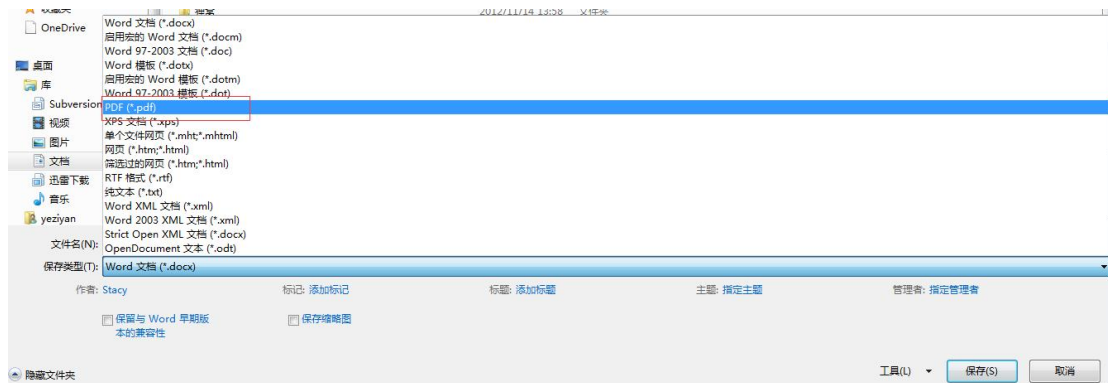 收藏夹
弹窗
2012/11/14 13:58 文件夹
OneDrive
桌面
库
Subversion
视频
图片
文档
迅雷下载
音乐
yeziyan
Word 文档 (*.docx)
启用宏的 Word 文档 (*.docm)
Word 97-2003 文档 (*.doc)
Word 模板 (*.dotx)
启用宏的 Word 模板 (*.dotm)
Word 97-2003 模板 (*.dot)
PDF (*.pdf)
XPS 文档 (*.xps)
单个文件网页 (*.mht;*.mhtml)
网页 (*.htm;*.html)
筛选过的网页 (*.htm;*.html)
RTF 格式 (*.rtf)
纯文本 (*.txt)
Word XML 文档 (*.xml)
Word 2003 XML 文档 (*.xml)
Strict Open XML 文档 (*.docx)
OpenDocument 文本 (*.odt)
文件名(N):
保存类型(T): Word 文档 (*.docx)
作者: Stacy 标记: 添加标记 标题: 添加标题 主题: 指定主题 管理者: 指定管理者
保留与 Word 早期版 保存缩略图
本的兼容性
隐藏文件夹 工具(L) 保存(S) 取消